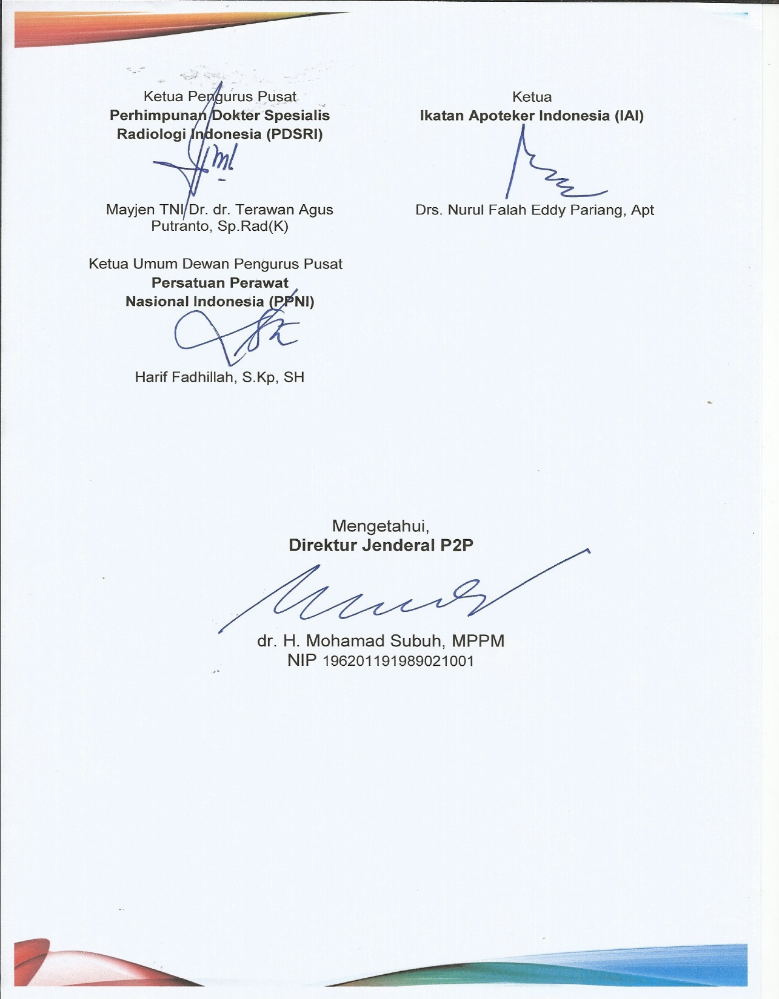 Ketua Pengurus Pusat
Perhimpunan Dokter Spesialis
Radiologi Indonesia (PDSRI)
Mayjen TNI Dr. dr. Terawan Agus
Putranto, Sp.Rad(K)
Ketua
Ikatan Apoteker Indonesia (IAI)
Drs. Nurul Falah Eddy Pariang, Apt
Ketua Umum Dewan Pengurus Pusat
Persatuan Perawat
Nasional Indonesia (PPNI)
Harif Fadhillah, S.Kp, SH
Mengetahui,
Direktur Jenderal P2P
dr. H. Mohamad Subuh, MPPM
NIP 196201191989021001